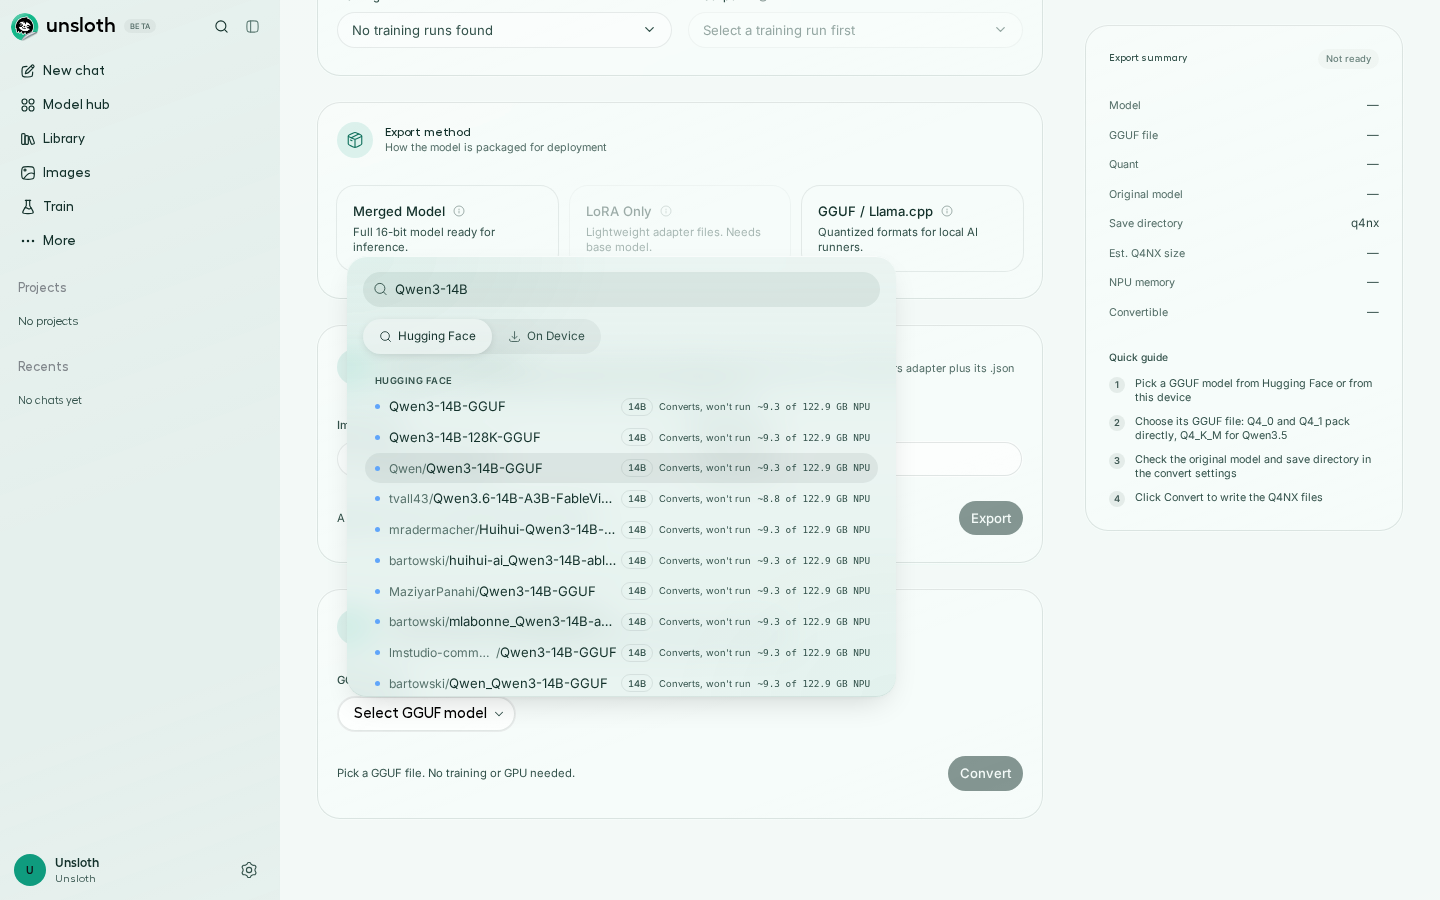 unsloth BETA
New chat
Model hub
Library
Images
Train
More
Projects
No projects
Recents
No chats yet
U
Unsloth
Unsloth
No training runs found
Select a training run first
Export method
How the model is packaged for deployment
Merged Model
Full 16-bit model ready for
inference.
LoRA Only
Lightweight adapter files. Needs
base model.
GGUF / Llama.cpp
Quantized formats for local AI
runners.
adapter plus its .json
Qwen3-14B
Hugging Face
On Device
HUGGING FACE
Qwen3-14B-GGUF 14B Converts, won't run ~9.3 of 122.9 GB NPU
Qwen3-14B-128K-GGUF 14B Converts, won't run ~9.3 of 122.9 GB NPU
Qwen/Qwen3-14B-GGUF 14B Converts, won't run ~9.3 of 122.9 GB NPU
tvall43/Qwen3.6-14B-A3B-FableVi... 14B Converts, won't run ~8.8 of 122.9 GB NPU
mradermacher/Huihui-Qwen3-14B-... 14B Converts, won't run ~9.3 of 122.9 GB NPU
bartowski/huihui-ai_Qwen3-14B-abl... 14B Converts, won't run ~9.3 of 122.9 GB NPU
MaziyarPanahi/Qwen3-14B-GGUF 14B Converts, won't run ~9.3 of 122.9 GB NPU
bartowski/mlabonne_Qwen3-14B-a... 14B Converts, won't run ~9.3 of 122.9 GB NPU
lmstudio-comm... /Qwen3-14B-GGUF 14B Converts, won't run ~9.3 of 122.9 GB NPU
bartowski/Qwen_Qwen3-14B-GGUF 14B Converts, won't run ~9.3 of 122.9 GB NPU
Export
Select GGUF model
Pick a GGUF file. No training or GPU needed.
Convert
Export summary
Not ready
Model —
GGUF file —
Quant —
Original model —
Save directory q4nx
Est. Q4NX size —
NPU memory —
Convertible —
Quick guide
1 Pick a GGUF model from Hugging Face or from
this device
2 Choose its GGUF file: Q4_0 and Q4_1 pack
directly, Q4_K_M for Qwen3.5
3 Check the original model and save directory in
the convert settings
4 Click Convert to write the Q4NX files